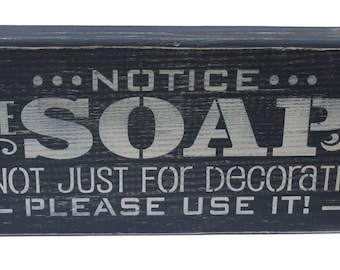 NOTICE
E SOAP
NOT JUST FOR DECORATI
PLEASE USE IT!